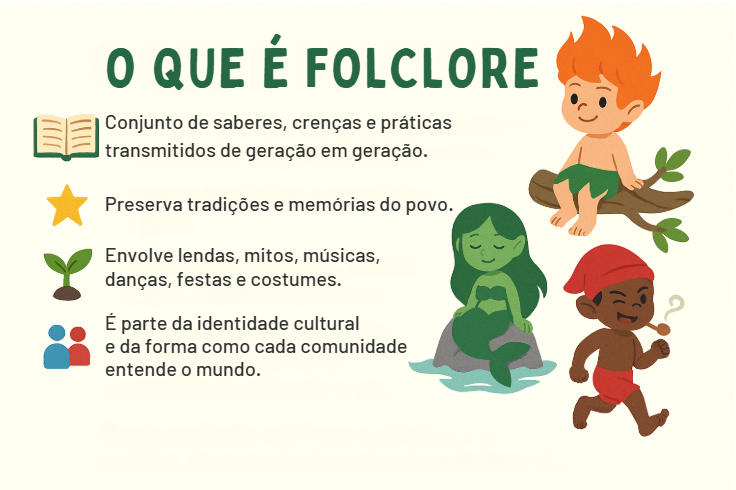 O QUE É FOLCLORE
Conjunto de saberes, crenças e práticas
transmitidos de geração em geração.
Preserva tradições e memórias do povo.
Envolve lendas, mitos, músicas,
danças, festas e costumes.
É parte da identidade cultural
e da forma como cada comunidade
entende o mundo.